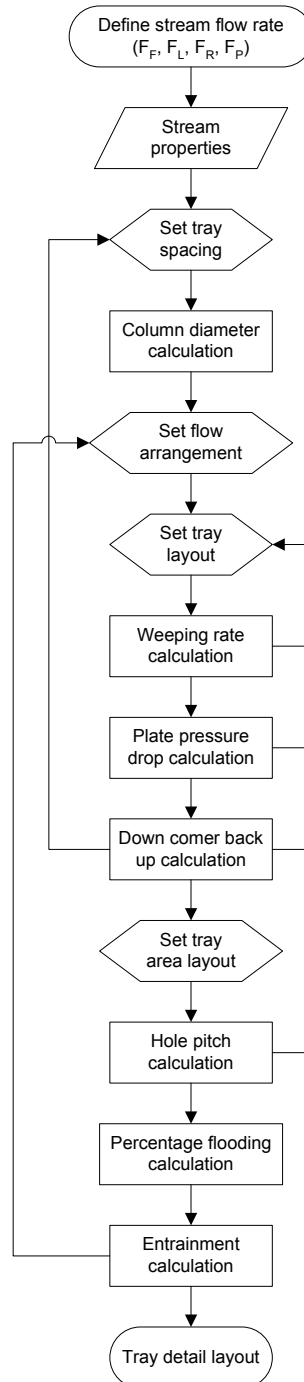 Define stream flow rate
(F_F, F_L, F_R, F_P)
Stream
properties
Set tray
spacing
Column diameter
calculation
Set flow
arrangement
Set tray
layout
Weeping rate
calculation
Plate pressure
drop calculation
Down comer back
up calculation
Set tray
area layout
Hole pitch
calculation
Percentage flooding
calculation
Entrainment
calculation
Tray detail layout